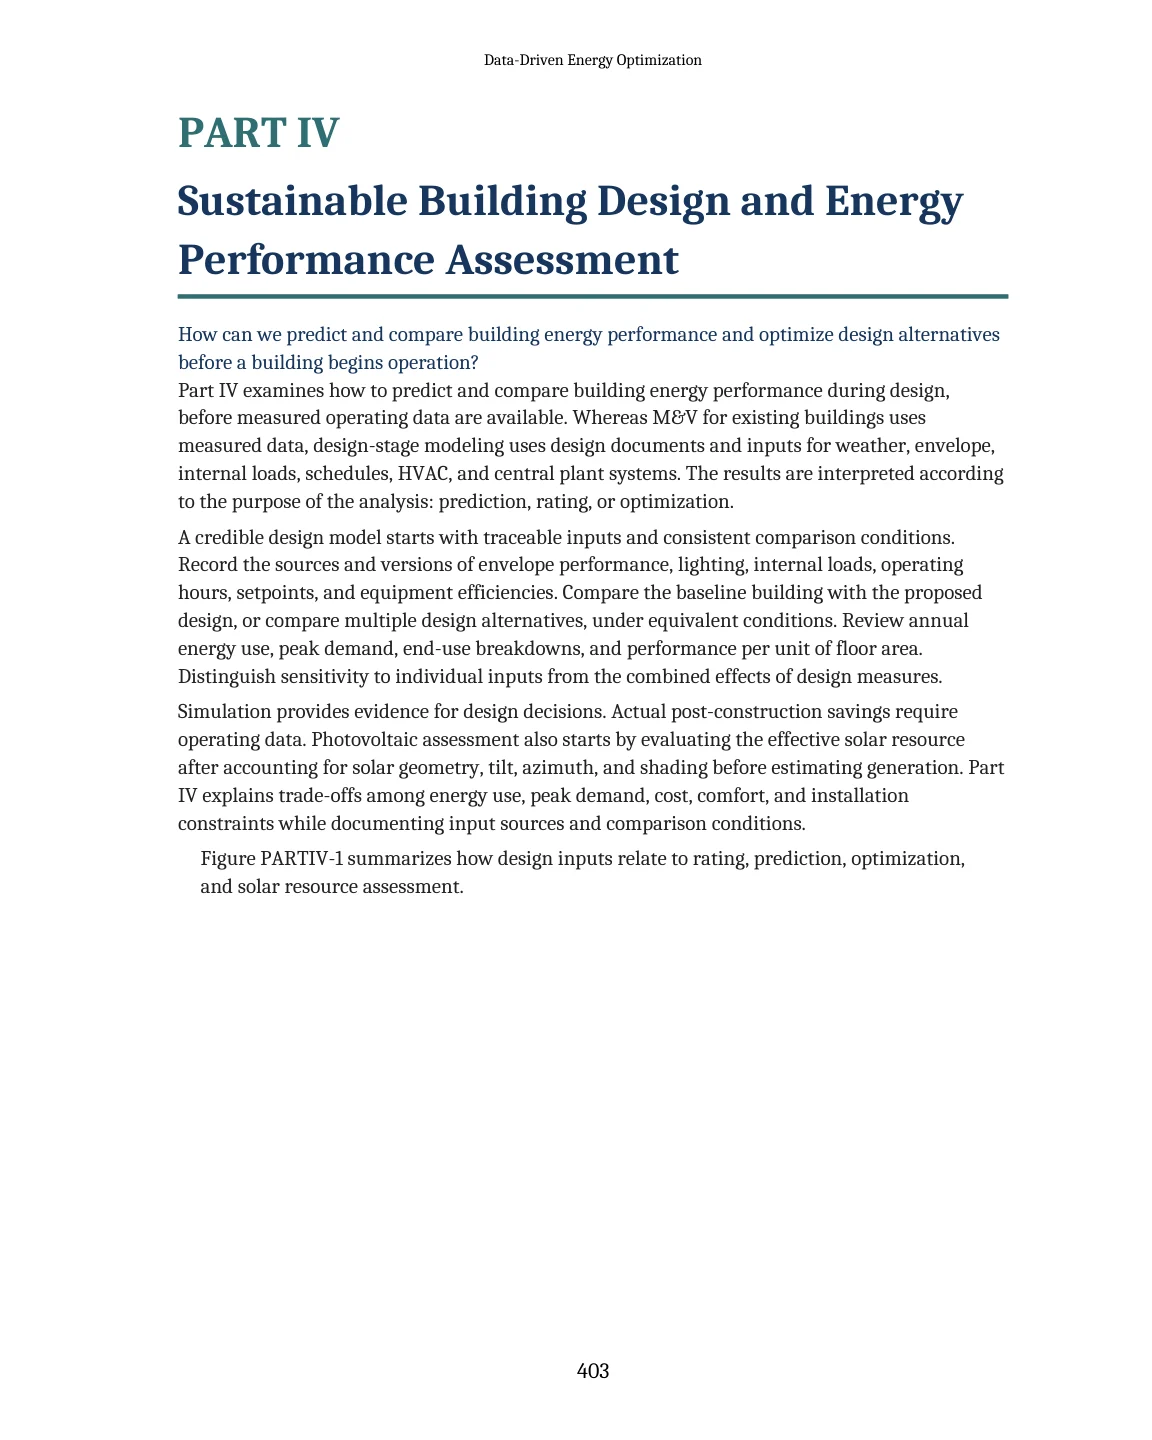 Data-Driven Energy Optimization
PART IV
Sustainable Building Design and Energy
Performance Assessment
How can we predict and compare building energy performance and optimize design alternatives
before a building begins operation?
Part IV examines how to predict and compare building energy performance during design,
before measured operating data are available. Whereas M&V for existing buildings uses
measured data, design-stage modeling uses design documents and inputs for weather, envelope,
internal loads, schedules, HVAC, and central plant systems. The results are interpreted according
to the purpose of the analysis: prediction, rating, or optimization.
A credible design model starts with traceable inputs and consistent comparison conditions.
Record the sources and versions of envelope performance, lighting, internal loads, operating
hours, setpoints, and equipment efficiencies. Compare the baseline building with the proposed
design, or compare multiple design alternatives, under equivalent conditions. Review annual
energy use, peak demand, end-use breakdowns, and performance per unit of floor area.
Distinguish sensitivity to individual inputs from the combined effects of design measures.
Simulation provides evidence for design decisions. Actual post-construction savings require
operating data. Photovoltaic assessment also starts by evaluating the effective solar resource
after accounting for solar geometry, tilt, azimuth, and shading before estimating generation. Part
IV explains trade-offs among energy use, peak demand, cost, comfort, and installation
constraints while documenting input sources and comparison conditions.
Figure PARTIV-1 summarizes how design inputs relate to rating, prediction, optimization,
and solar resource assessment.
403